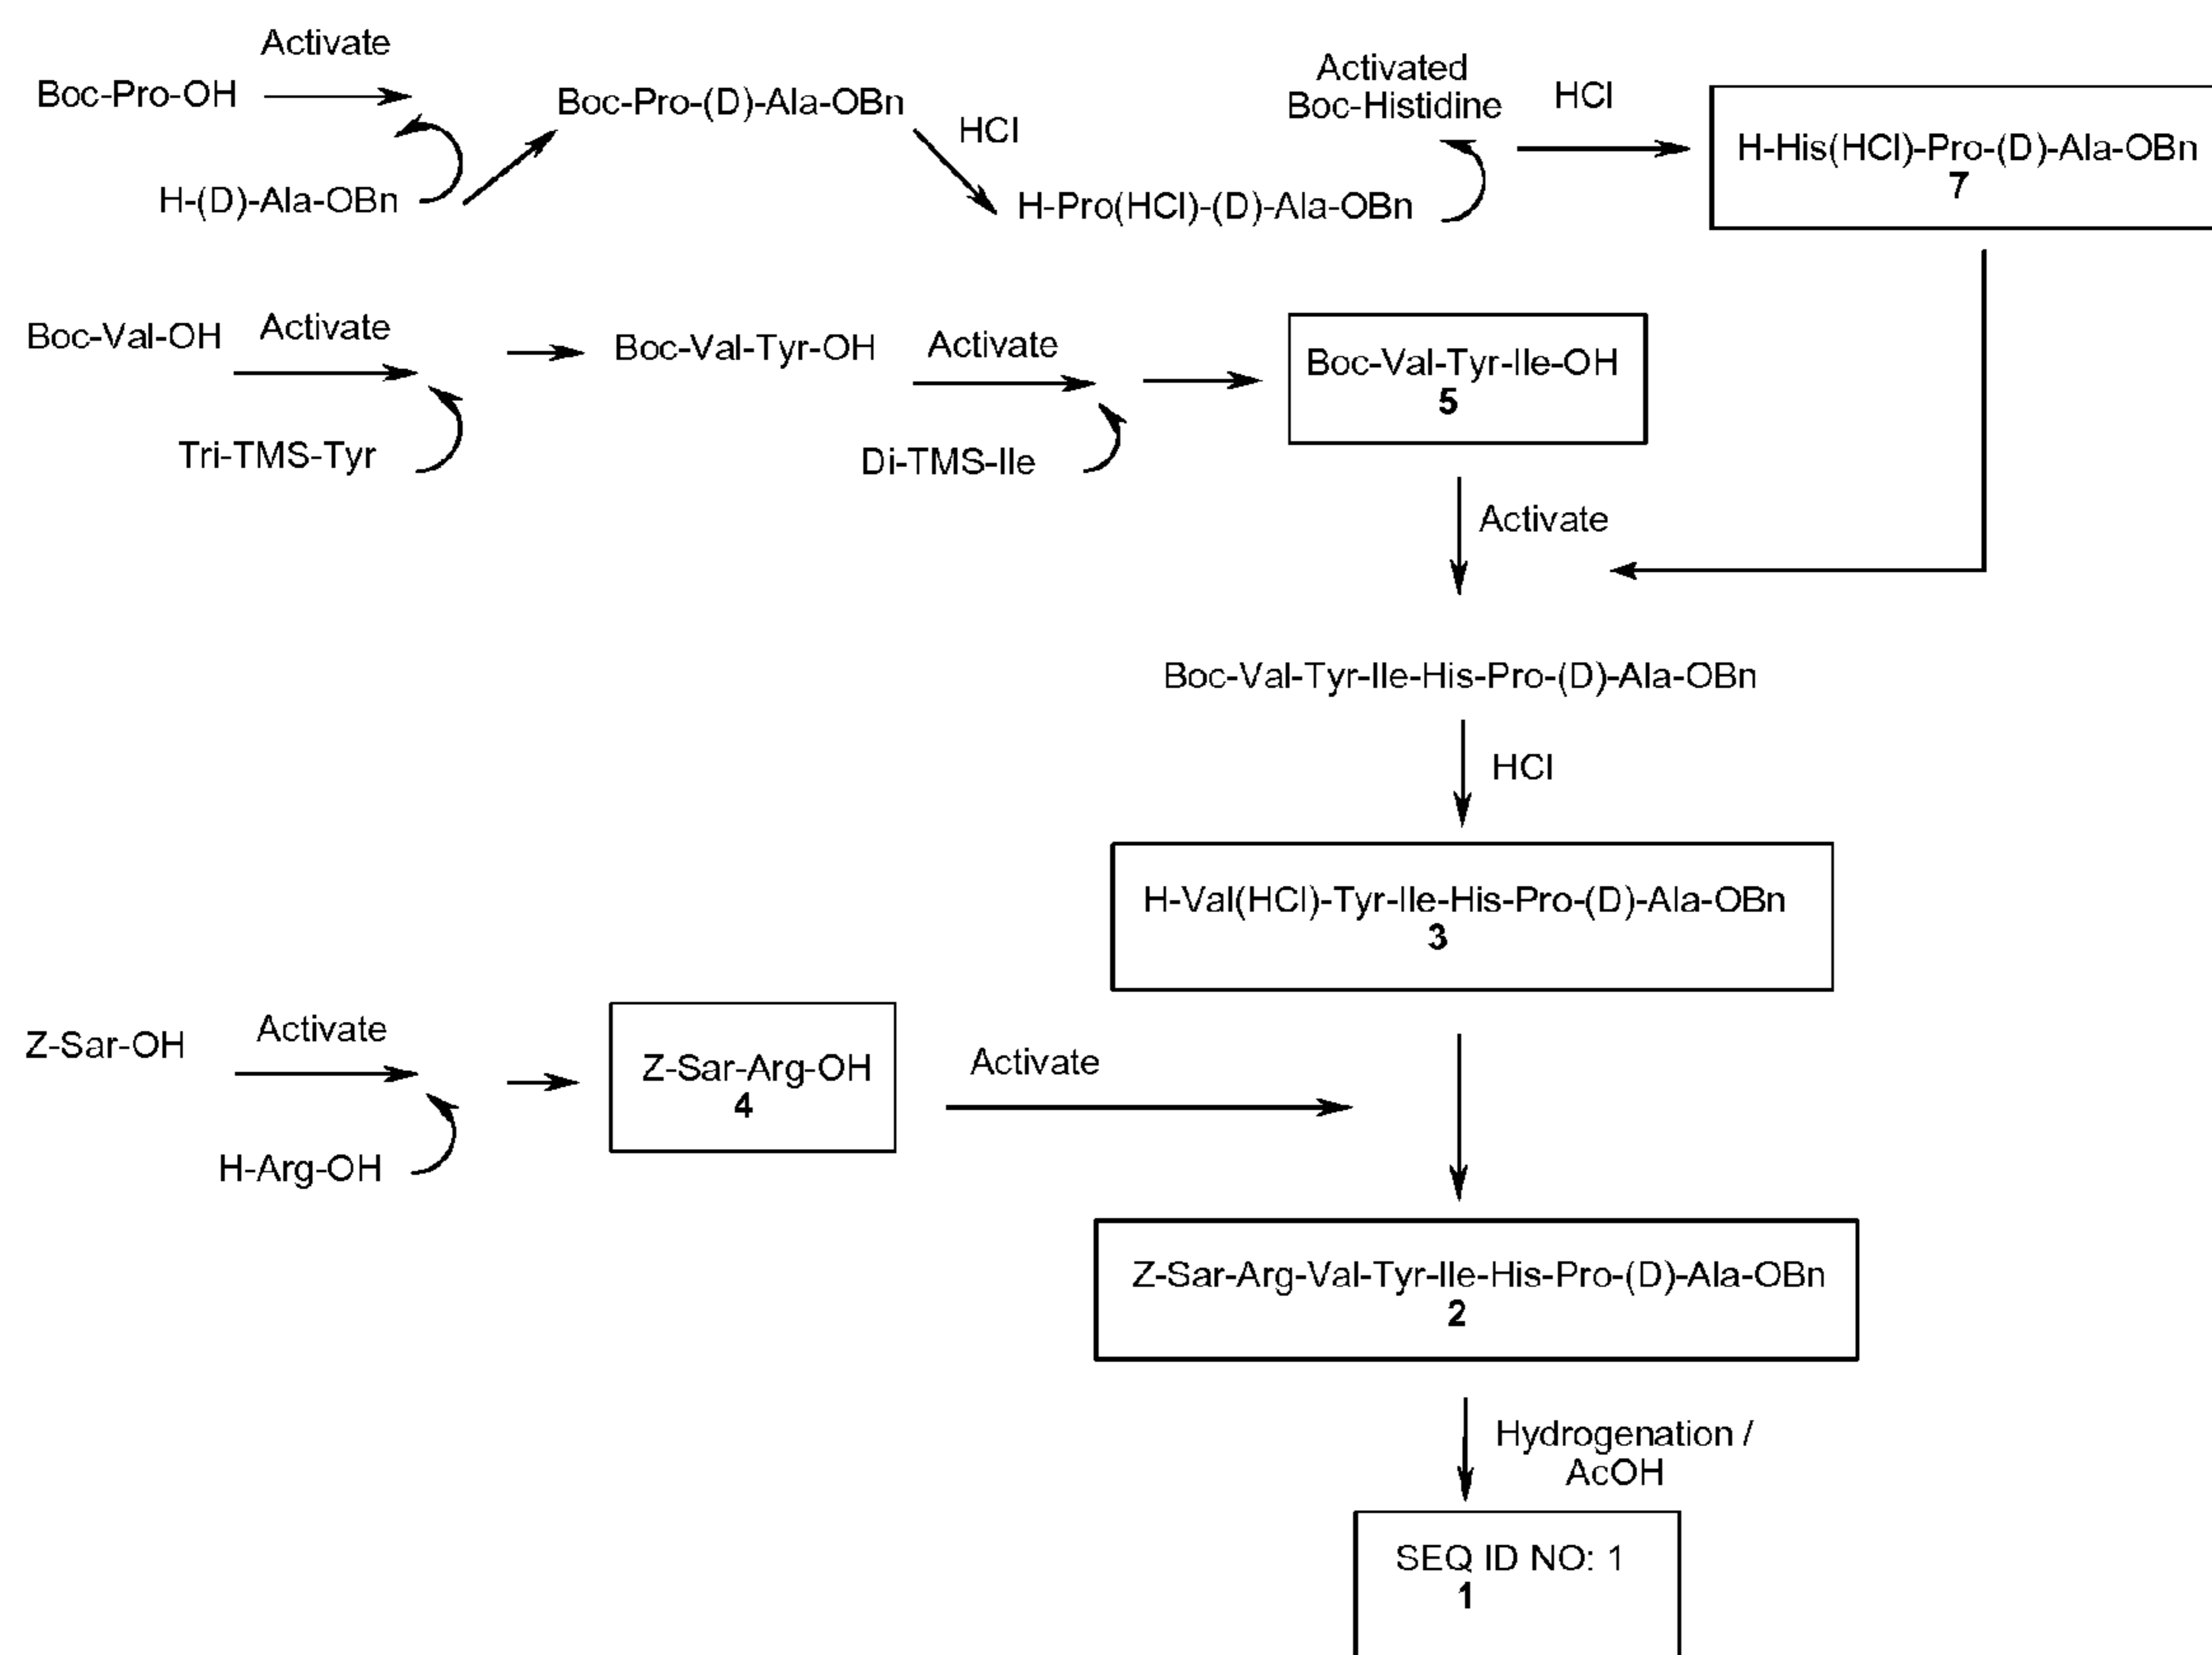 Activate
Boc-Pro-OH
H-(D)-Ala-OBn
Boc-Pro-(D)-Ala-OBn
HCl
H-Pro(HCl)-(D)-Ala-OBn
Activated
Boc-Histidine
HCl
H-His(HCl)-Pro-(D)-Ala-OBn
7
Boc-Val-OH
Activate
Tri-TMS-Tyr
Boc-Val-Tyr-OH
Activate
Di-TMS-Ile
Boc-Val-Tyr-Ile-OH
5
Activate
Boc-Val-Tyr-Ile-His-Pro-(D)-Ala-OBn
HCl
H-Val(HCl)-Tyr-Ile-His-Pro-(D)-Ala-OBn
3
Z-Sar-OH
Activate
H-Arg-OH
Z-Sar-Arg-OH
4
Activate
Z-Sar-Arg-Val-Tyr-Ile-His-Pro-(D)-Ala-OBn
2
Hydrogenation /
AcOH
SEQ ID NO: 1
1